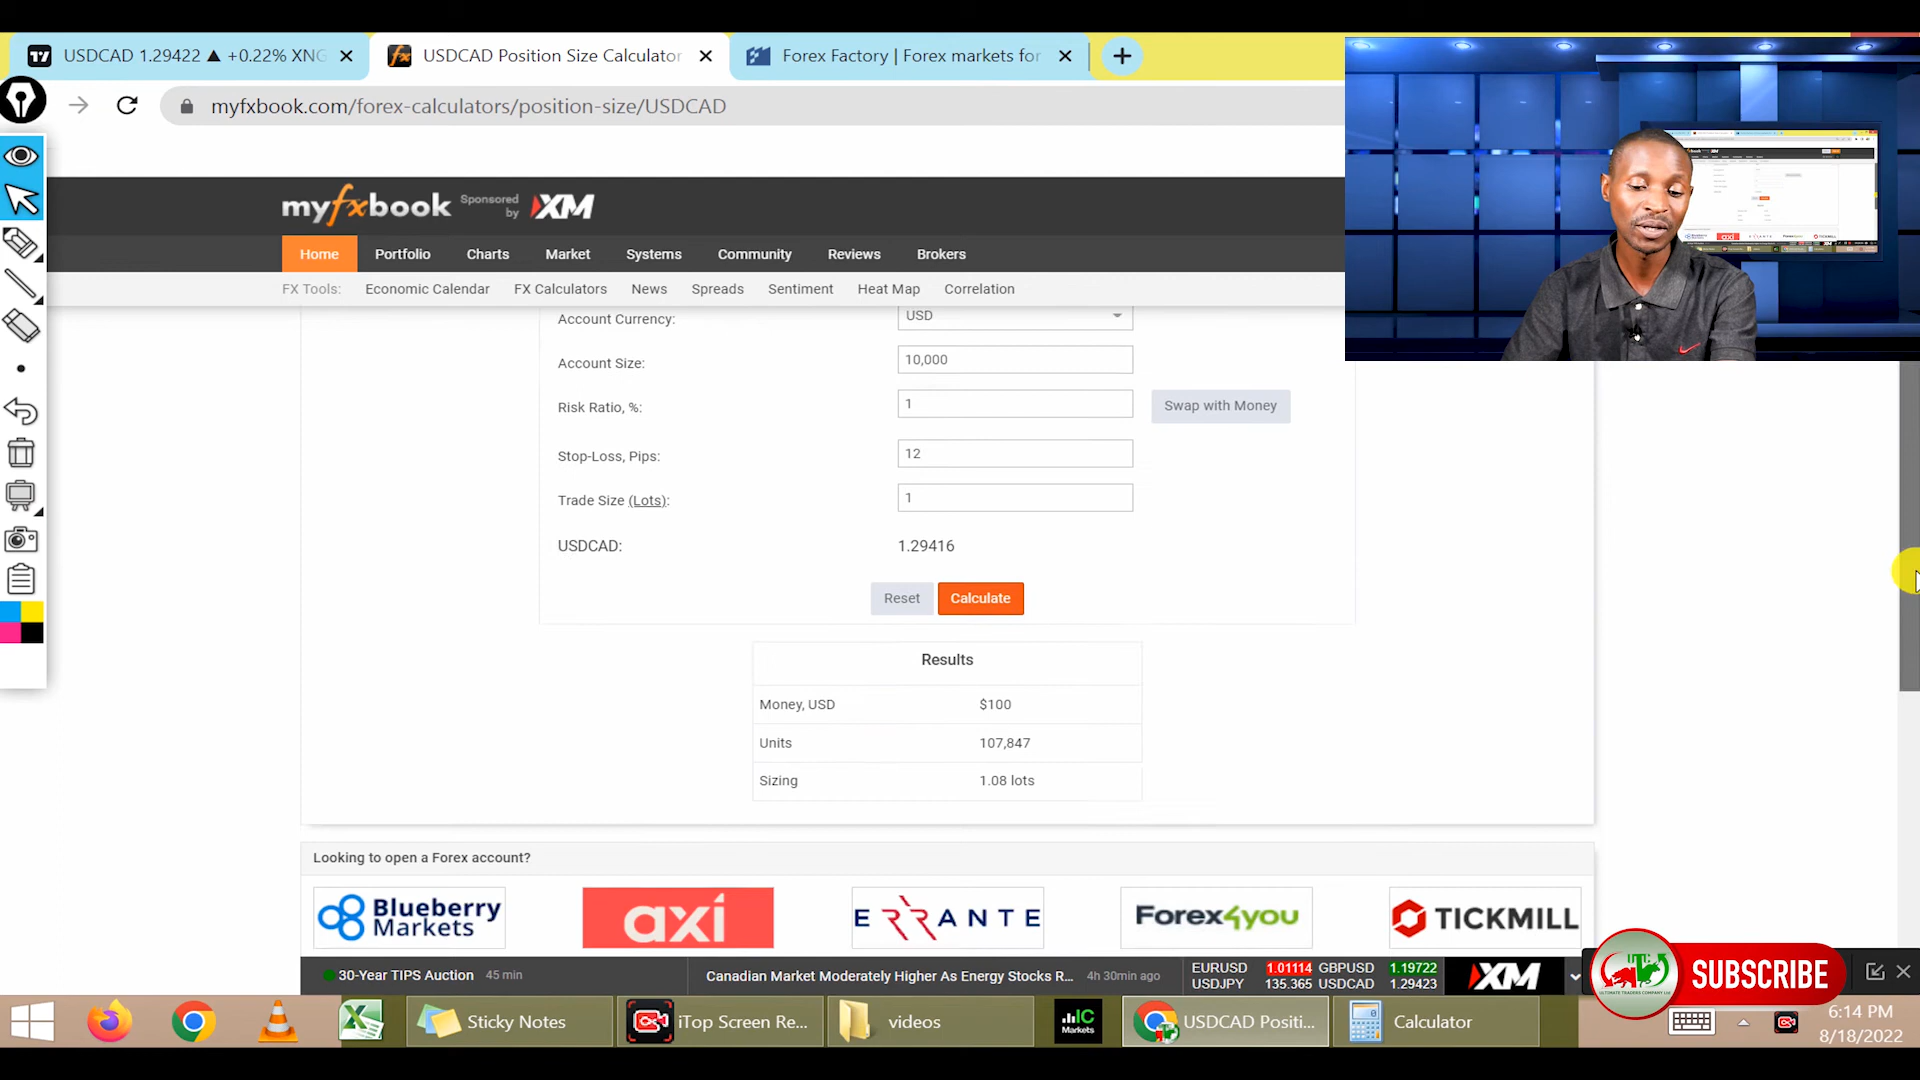 USDCAD 1.29422 ▲ +0.22% XNG
USDCAD Position Size Calculator
Forex Factory | Forex markets for
myfxbook.com/forex-calculators/position-size/USDCAD
myfxbook Sponsored by XM
Home Portfolio Charts Market Systems Community Reviews Brokers
FX Tools: Economic Calendar FX Calculators News Spreads Sentiment Heat Map Correlation
Account Currency: USD
Account Size: 10,000
Risk Ratio, %: 1 Swap with Money
Stop-Loss, Pips: 12
Trade Size (Lots): 1
USDCAD: 1.29416
Reset Calculate
Results
Money, USD $100
Units 107,847
Sizing 1.08 lots
Looking to open a Forex account?
Blueberry Markets
axi
ERRANTE
Forex4you
TICKMILL
30-Year TIPS Auction 45 min
Canadian Market Moderately Higher As Energy Stocks R... 4h 30min ago
EURUSD 1.01114 GBPUSD 1.19722
USDJPY 135.365 USDCAD 1.29423
XM
SUBSCRIBE
Sticky Notes
iTop Screen Re...
videos
IC Markets
USDCAD Positi...
Calculator
6:14 PM
8/18/2022